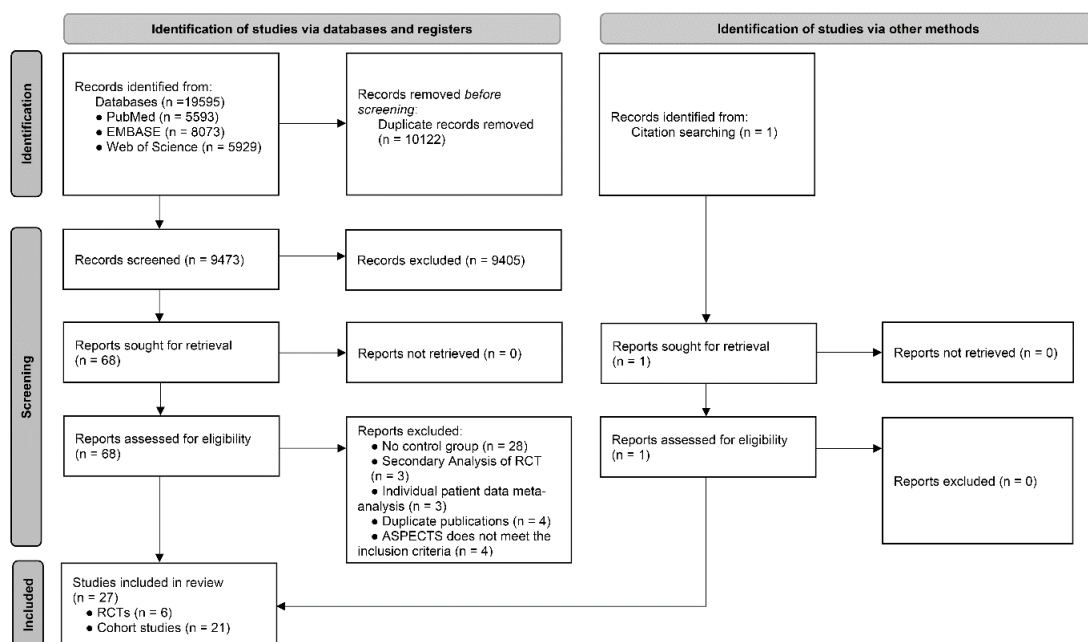 Identification of studies via databases and registers
Identification of studies via other methods
Identification
Records identified from:
Databases (n =19595)
● PubMed (n = 5593)
● EMBASE (n = 8073)
● Web of Science (n = 5929)
Records removed before
screening:
Duplicate records removed
(n = 10122)
Records identified from:
Citation searching (n = 1)
Screening
Records screened (n = 9473)
Records excluded (n = 9405)
Reports sought for retrieval
(n = 68)
Reports not retrieved (n = 0)
Reports sought for retrieval
(n = 1)
Reports not retrieved (n = 0)
Reports assessed for eligibility
(n = 68)
Reports excluded:
● No control group (n = 28)
● Secondary Analysis of RCT
(n = 3)
● Individual patient data meta-
analysis (n = 3)
● Duplicate publications (n = 4)
● ASPECTS does not meet the
inclusion criteria (n = 4)
Reports assessed for eligibility
(n = 1)
Reports excluded (n = 0)
Included
Studies included in review
(n = 27)
● RCTs (n = 6)
● Cohort studies (n = 21)